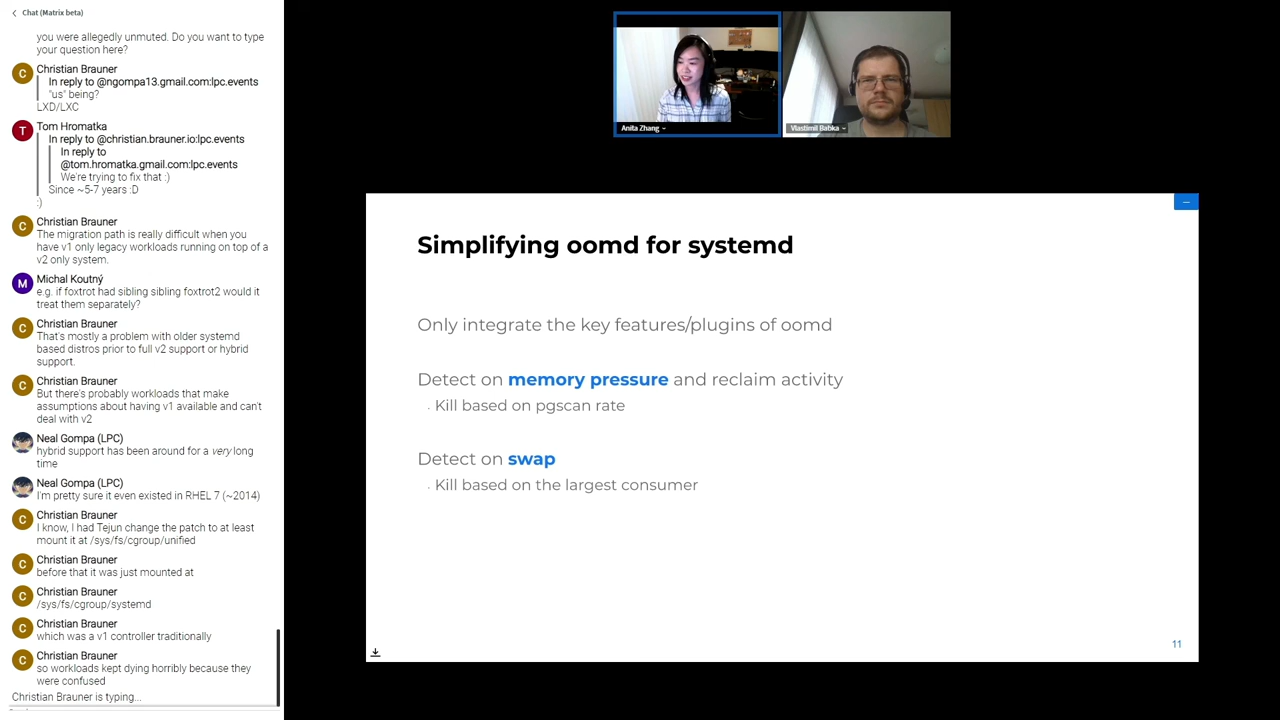 Chat (Matrix beta)
you were allegedly unmuted. Do you want to type
your question here?
C
Christian Brauner
In reply to @ngompa13.gmail.com:lpc.events
"us" being?
LXD/LXC
T
Tom Hromatka
In reply to @christian.brauner.io:lpc.events
In reply to
@tom.hromatka.gmail.com:lpc.events
We're trying to fix that :)
Since ~5-7 years :D
:)
C
Christian Brauner
The migration path is really difficult when you
have v1 only legacy workloads running on top of a
v2 only system.
M
Michal Koutný
e.g. if foxtrot had sibling sibling foxtrot2 would it
treat them separately?
C
Christian Brauner
That's mostly a problem with older systemd
based distros prior to full v2 support or hybrid
support.
C
Christian Brauner
But there's probably workloads that make
assumptions about having v1 available and can't
deal with v2
Neal Gompa (LPC)
hybrid support has been around for a very long
time
Neal Gompa (LPC)
I'm pretty sure it even existed in RHEL 7 (~2014)
C
Christian Brauner
I know, I had Tejun change the patch to at least
mount it at /sys/fs/cgroup/unified
C
Christian Brauner
before that it was just mounted at
C
Christian Brauner
/sys/fs/cgroup/systemd
C
Christian Brauner
which was a v1 controller traditionally
C
Christian Brauner
so workloads kept dying horribly because they
were confused
Christian Brauner is typing...
Anita Zhang
Vlastimil Babka
Simplifying oomd for systemd
Only integrate the key features/plugins of oomd
Detect on memory pressure and reclaim activity
. Kill based on pgscan rate
Detect on swap
. Kill based on the largest consumer
11